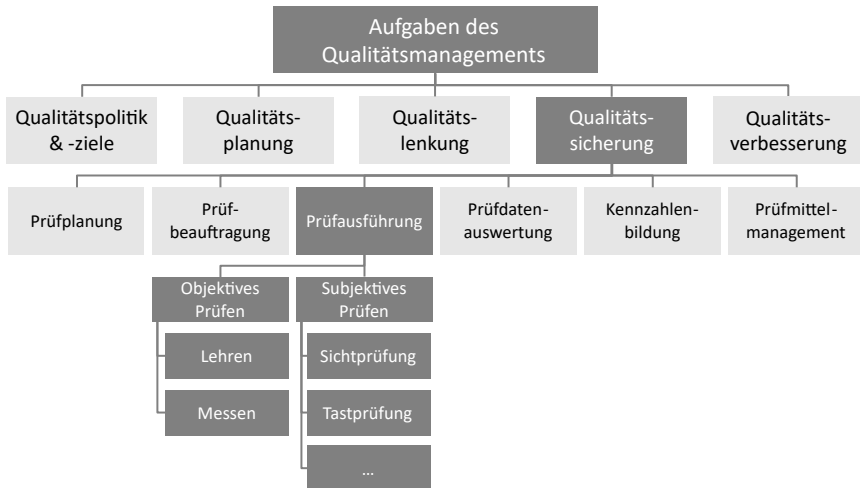 Aufgaben des
Qualitätsmanagements
Qualitätspolitik
& -ziele
Qualitäts-
planung
Qualitäts-
lenkung
Qualitäts-
sicherung
Qualitäts-
verbesserung
Prüfplanung
Prüf-
beauftragung
Prüfausführung
Prüfdaten-
auswertung
Kennzahlen-
bildung
Prüfmittel-
management
Objektives
Prüfen
Subjektives
Prüfen
Lehren
Sichtprüfung
Messen
Tastprüfung
...